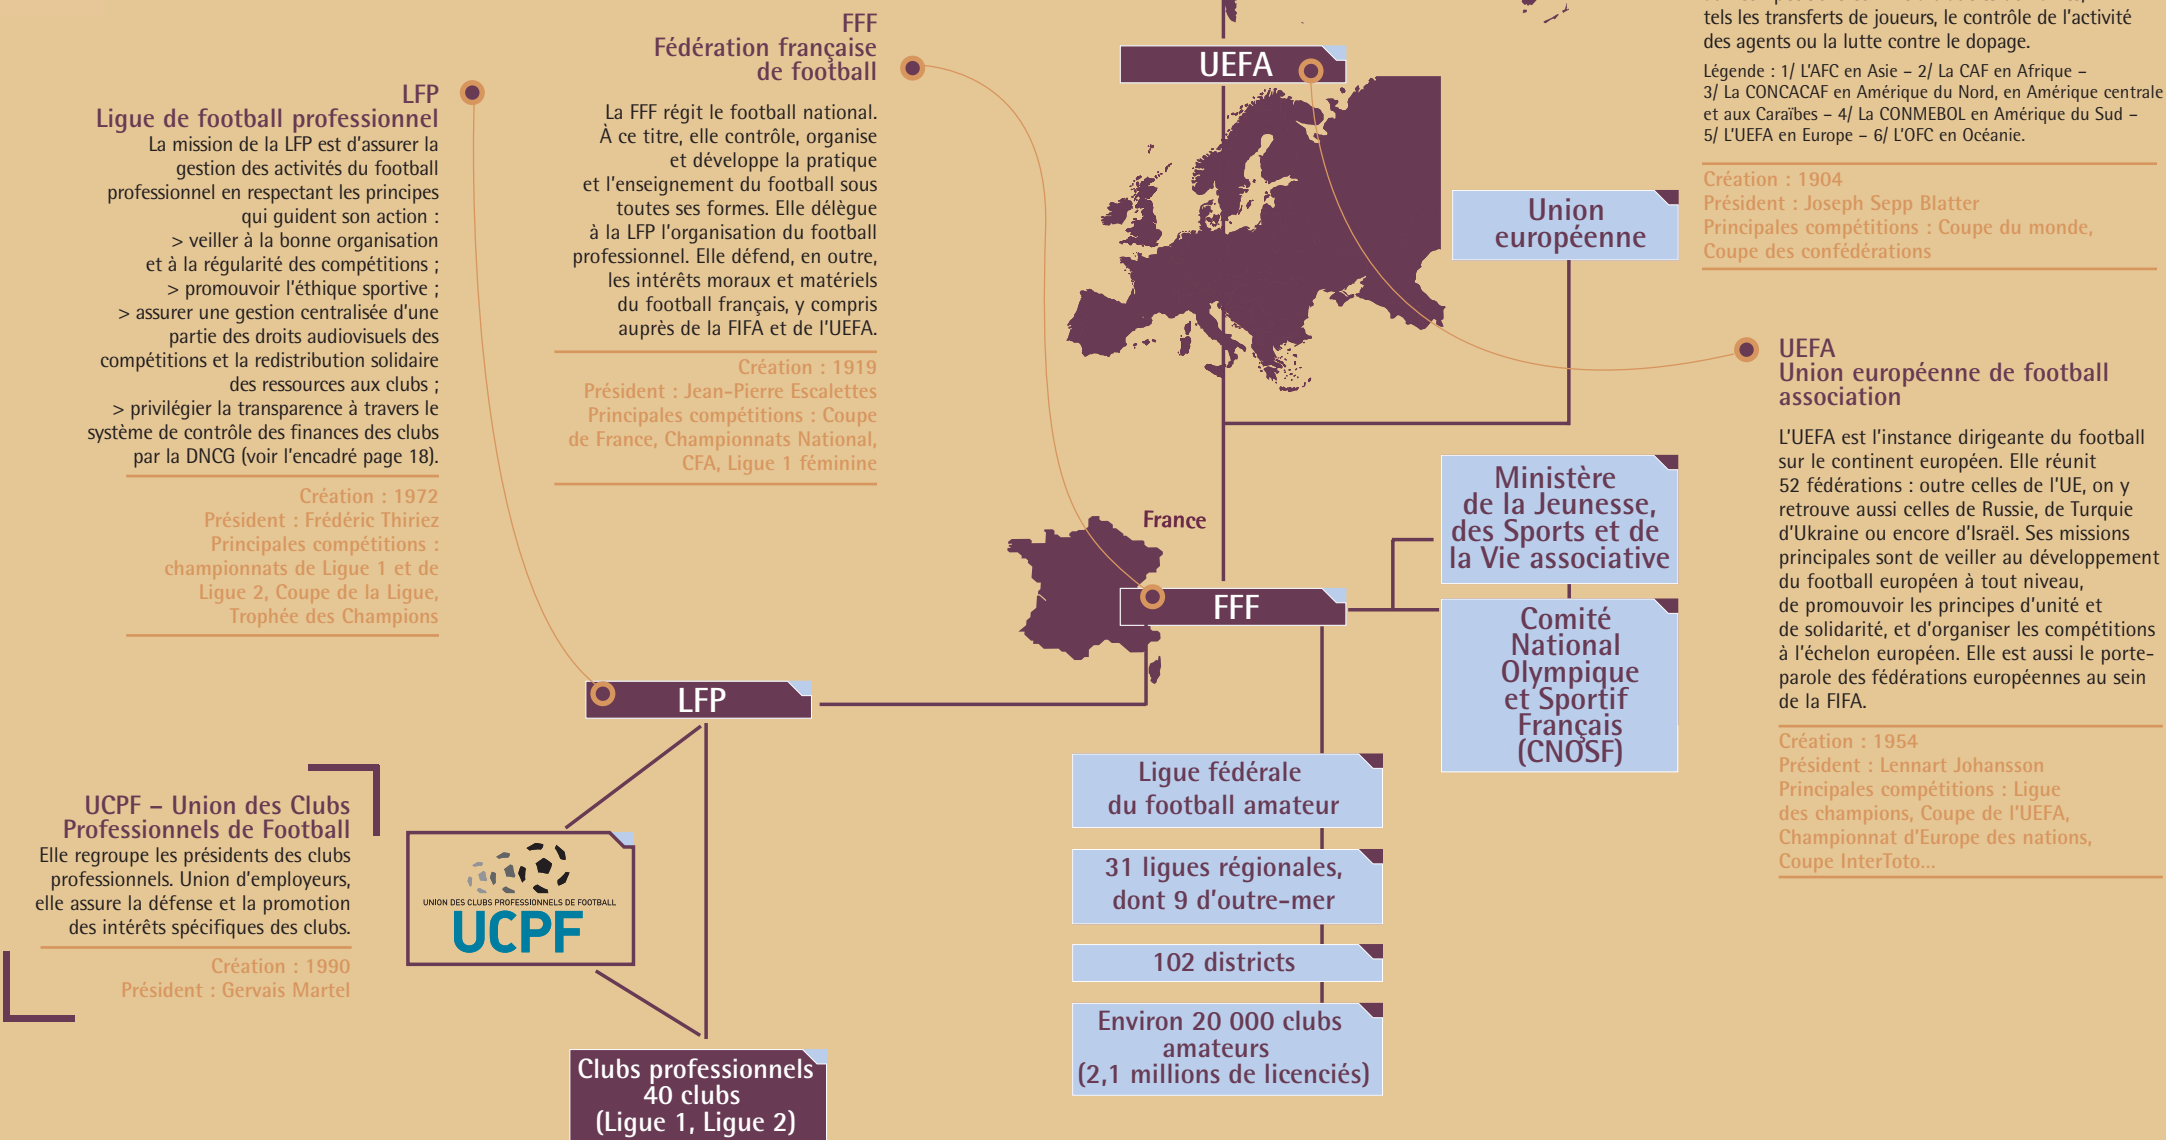 FFF
Fédération française
de football
La FFF régit le football national.
À ce titre, elle contrôle, organise
et développe la pratique
et l'enseignement du football sous
toutes ses formes. Elle délègue
à la LFP l'organisation du football
professionnel. Elle défend, en outre,
les intérêts moraux et matériels
du football français, y compris
auprès de la FIFA et de l'UEFA.
Création : 1919
Président : Jean-Pierre Escalettes
Principales compétitions : Coupe
de France, Championnats National,
CFA, Ligue 1 féminine
LFP
Ligue de football professionnel
La mission de la LFP est d'assurer la
gestion des activités du football
professionnel en respectant les principes
qui guident son action :
> veiller à la bonne organisation
et à la régularité des compétitions ;
> promouvoir l'éthique sportive ;
> assurer une gestion centralisée d'une
partie des droits audiovisuels des
compétitions et la redistribution solidaire
des ressources aux clubs ;
> privilégier la transparence à travers le
système de contrôle des finances des clubs
par la DNCG (voir l'encadré page 18).
Création : 1972
Président : Frédéric Thiriez
Principales compétitions :
championnats de Ligue 1 et de
Ligue 2, Coupe de la Ligue,
Trophée des Champions
UEFA
Union
européenne
tels les transferts de joueurs, le contrôle de l'activité
des agents ou la lutte contre le dopage.
Légende : 1/ L'AFC en Asie – 2/ La CAF en Afrique –
3/ La CONCACAF en Amérique du Nord, en Amérique centrale
et aux Caraïbes – 4/ La CONMEBOL en Amérique du Sud –
5/ L'UEFA en Europe – 6/ L'OFC en Océanie.
Création : 1904
Président : Joseph Sepp Blatter
Principales compétitions : Coupe du monde,
Coupe des confédérations
UEFA
Union européenne de football
association
L'UEFA est l'instance dirigeante du football
sur le continent européen. Elle réunit
52 fédérations : outre celles de l'UE, on y
retrouve aussi celles de Russie, de Turquie
d'Ukraine ou encore d'Israël. Ses missions
principales sont de veiller au développement
du football européen à tout niveau,
de promouvoir les principes d'unité et
de solidarité, et d'organiser les compétitions
à l'échelon européen. Elle est aussi le porte-
parole des fédérations européennes au sein
de la FIFA.
Création : 1954
Président : Lennart Johansson
Principales compétitions : Ligue
des champions, Coupe de l'UEFA,
Championnat d'Europe des nations,
Coupe InterToto...
France
FFF
Ministère
de la Jeunesse,
des Sports et de
la Vie associative
Comité
National
Olympique
et Sportif
Français
(CNOSF)
LFP
Ligue fédérale
du football amateur
31 ligues régionales,
dont 9 d'outre-mer
102 districts
Environ 20 000 clubs
amateurs
(2,1 millions de licenciés)
UCPF – Union des Clubs
Professionnels de Football
Elle regroupe les présidents des clubs
professionnels. Union d'employeurs,
elle assure la défense et la promotion
des intérêts spécifiques des clubs.
Création : 1990
Président : Gervais Martel
UNION DES CLUBS PROFESSIONNELS DE FOOTBALL
UCPF
Clubs professionnels
40 clubs
(Ligue 1, Ligue 2)